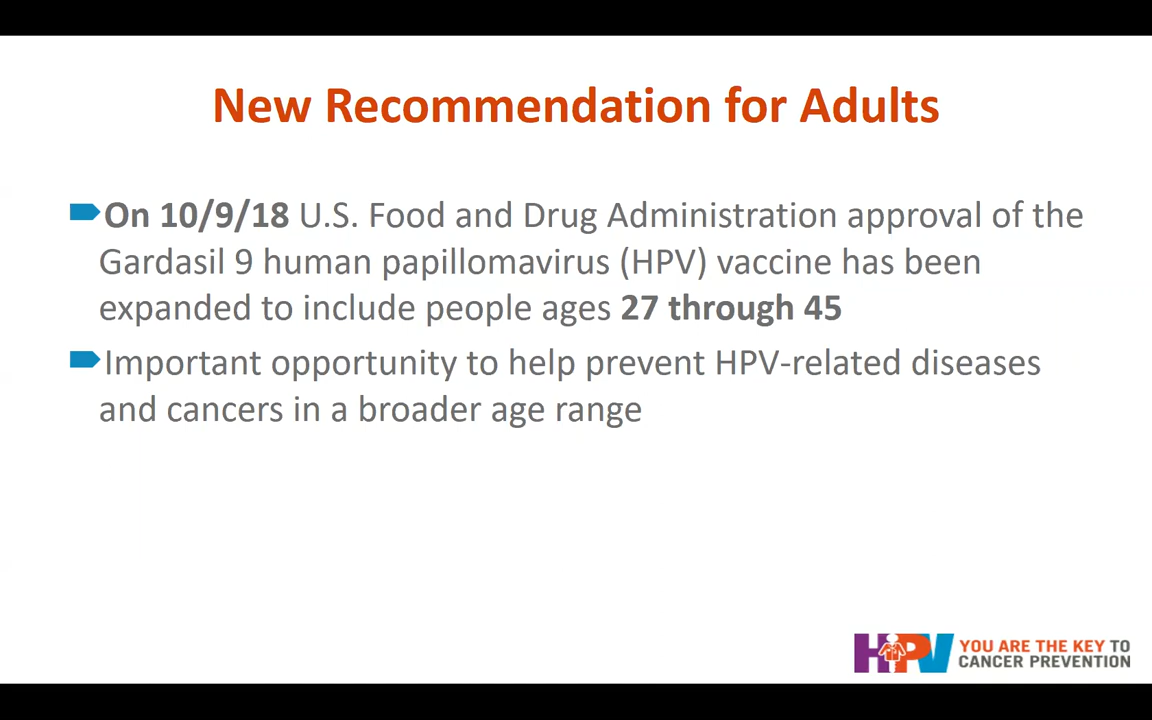 New Recommendation for Adults
On 10/9/18 U.S. Food and Drug Administration approval of the
Gardasil 9 human papillomavirus (HPV) vaccine has been
expanded to include people ages 27 through 45
Important opportunity to help prevent HPV-related diseases
and cancers in a broader age range
HPV YOU ARE THE KEY TO
CANCER PREVENTION